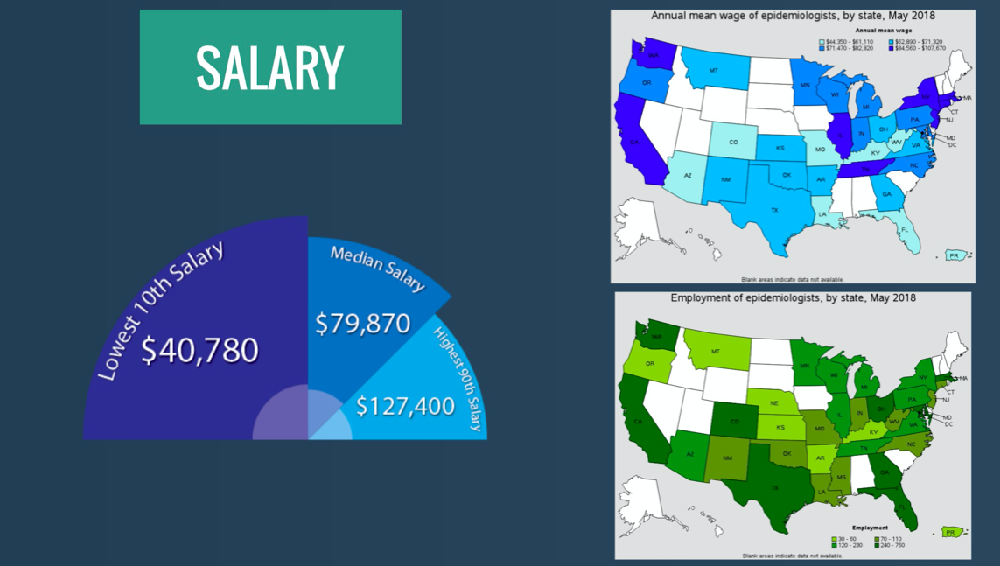 SALARY
Lowest 10th Salary
$40,780
Median Salary
$79,870
Highest 90th Salary
$127,400
Annual mean wage of epidemiologists, by state, May 2018
Annual mean wage
$44,350 - $61,110
$62,890 - $71,320
$71,470 - $82,820
$84,560 - $107,670
WA
MT
OR
MN
WI
MI
NY
MA
CT
NJ
PA
CA
CO
KS
MO
IL
IN
OH
WV
VA
MD
DC
KY
AZ
NM
OK
AR
TN
NC
TX
LA
GA
FL
PR
Blank areas indicate data not available.
Employment of epidemiologists, by state, May 2018
WA
MT
OR
MN
WI
MI
NY
MA
CT
NJ
PA
CA
CO
NE
KS
MO
IL
IN
OH
WV
VA
MD
DC
KY
AZ
NM
OK
AR
TN
NC
TX
LA
MS
GA
FL
PR
Employment
30 - 60
70 - 110
120 - 230
240 - 760
Blank areas indicate data not available.